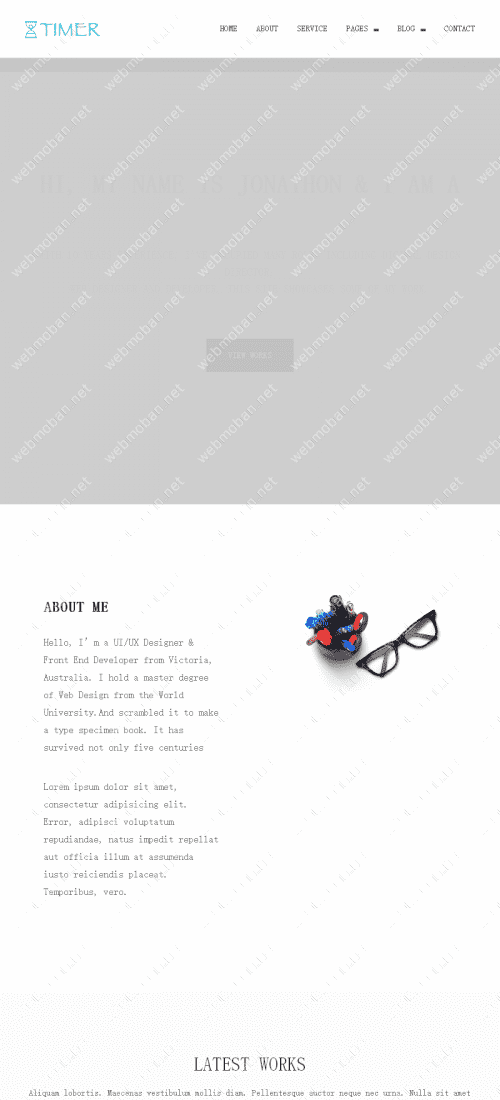 TIMER
HOME ABOUT SERVICE PAGES BLOG CONTACT
webmoban.net
HI, MY NAME IS JONATHON & I AM A
VIEW WORKS
ABOUT ME
Hello, I’m a UI/UX Designer &
Front End Developer from Victoria,
Australia. I hold a master degree
of Web Design from the World
University.And scrambled it to make
a type specimen book. It has
survived not only five centuries
Lorem ipsum dolor sit amet,
consectetur adipisicing elit.
Error, adipisci voluptatum
repudiandae, natus impedit repellat
aut officia illum at assumenda
iusto reiciendis placeat.
Temporibus, vero.
LATEST WORKS
Aliquam lobortis. Maecenas vestibulum mollis diam. Pellentesque auctor neque nec urna. Nulla sit amet